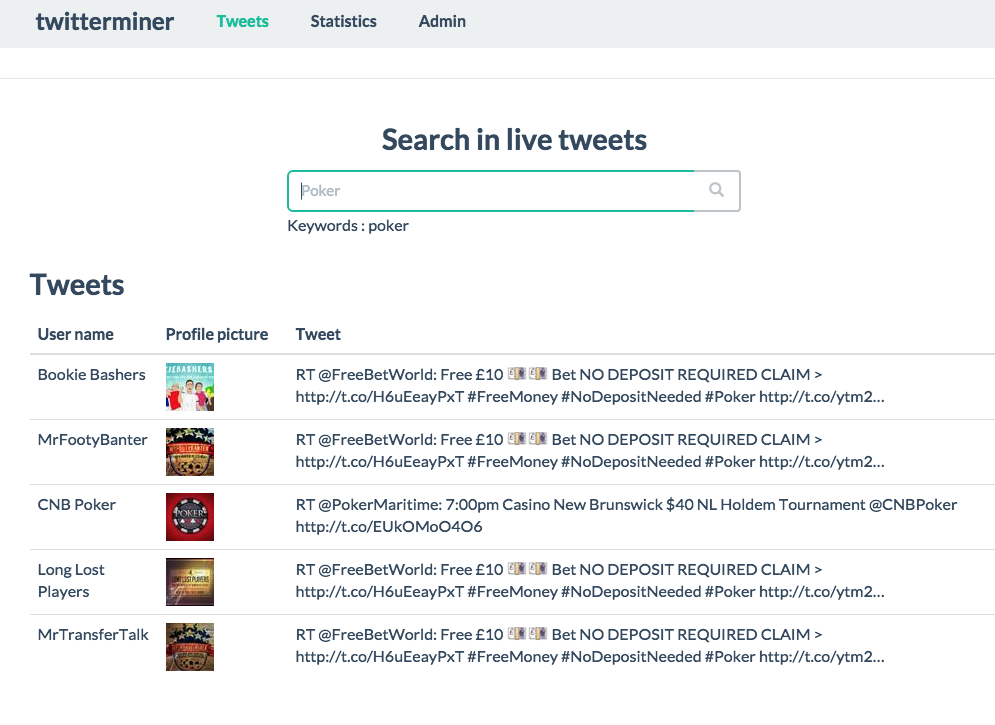 twitterminer Tweets Statistics Admin
Search in live tweets
Poker
Keywords : poker
Tweets
User name Profile picture Tweet
Bookie Bashers
RT @FreeBetWorld: Free £10 💷💷 Bet NO DEPOSIT REQUIRED CLAIM >
http://t.co/H6uEeayPxT #FreeMoney #NoDepositNeeded #Poker http://t.co/ytm2...
MrFootyBanter
RT @FreeBetWorld: Free £10 💷💷 Bet NO DEPOSIT REQUIRED CLAIM >
http://t.co/H6uEeayPxT #FreeMoney #NoDepositNeeded #Poker http://t.co/ytm2...
CNB Poker
POKER
RT @PokerMaritime: 7:00pm Casino New Brunswick $40 NL Holdem Tournament @CNBPoker
http://t.co/EUkOMoO4O6
Long Lost
Players
LONG LOST PLAYERS
RT @FreeBetWorld: Free £10 💷💷 Bet NO DEPOSIT REQUIRED CLAIM >
http://t.co/H6uEeayPxT #FreeMoney #NoDepositNeeded #Poker http://t.co/ytm2...
MrTransferTalk
RT @FreeBetWorld: Free £10 💷💷 Bet NO DEPOSIT REQUIRED CLAIM >
http://t.co/H6uEeayPxT #FreeMoney #NoDepositNeeded #Poker http://t.co/ytm2...